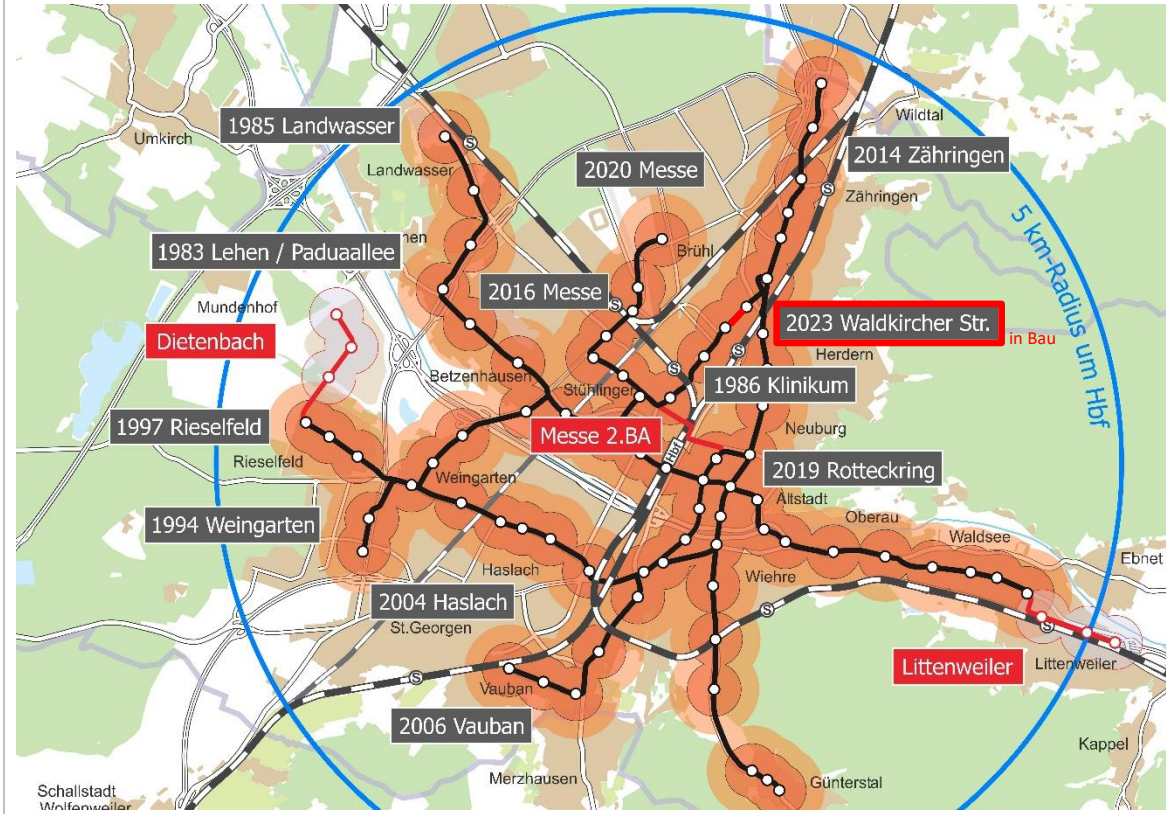 Umkirch
1985 Landwasser
Landwasser
2020 Messe
Wildtal
2014 Zähringen
Zähringen
5 km-Radius um Hbf
1983 Lehen / Paduaallee
Brühl
Mundenhof
2016 Messe
Dietenbach
2023 Waldkircher Str.
in Bau
Herdern
Betzenhausen
Stühlinger
1986 Klinikum
1997 Rieselfeld
Messe 2.BA
Neuburg
Rieselfeld
Hbf
2019 Rotteckring
Weingarten
Altstadt
1994 Weingarten
Oberau
Waldsee
Ebnet
Haslach
Wiehre
2004 Haslach
St.Georgen
Littenweiler
Littenweiler
Vauban
2006 Vauban
Kappel
Merzhausen
Günterstal
Schallstadt
Wolfenweiler
S
S
S
S
S
S
S
S
S